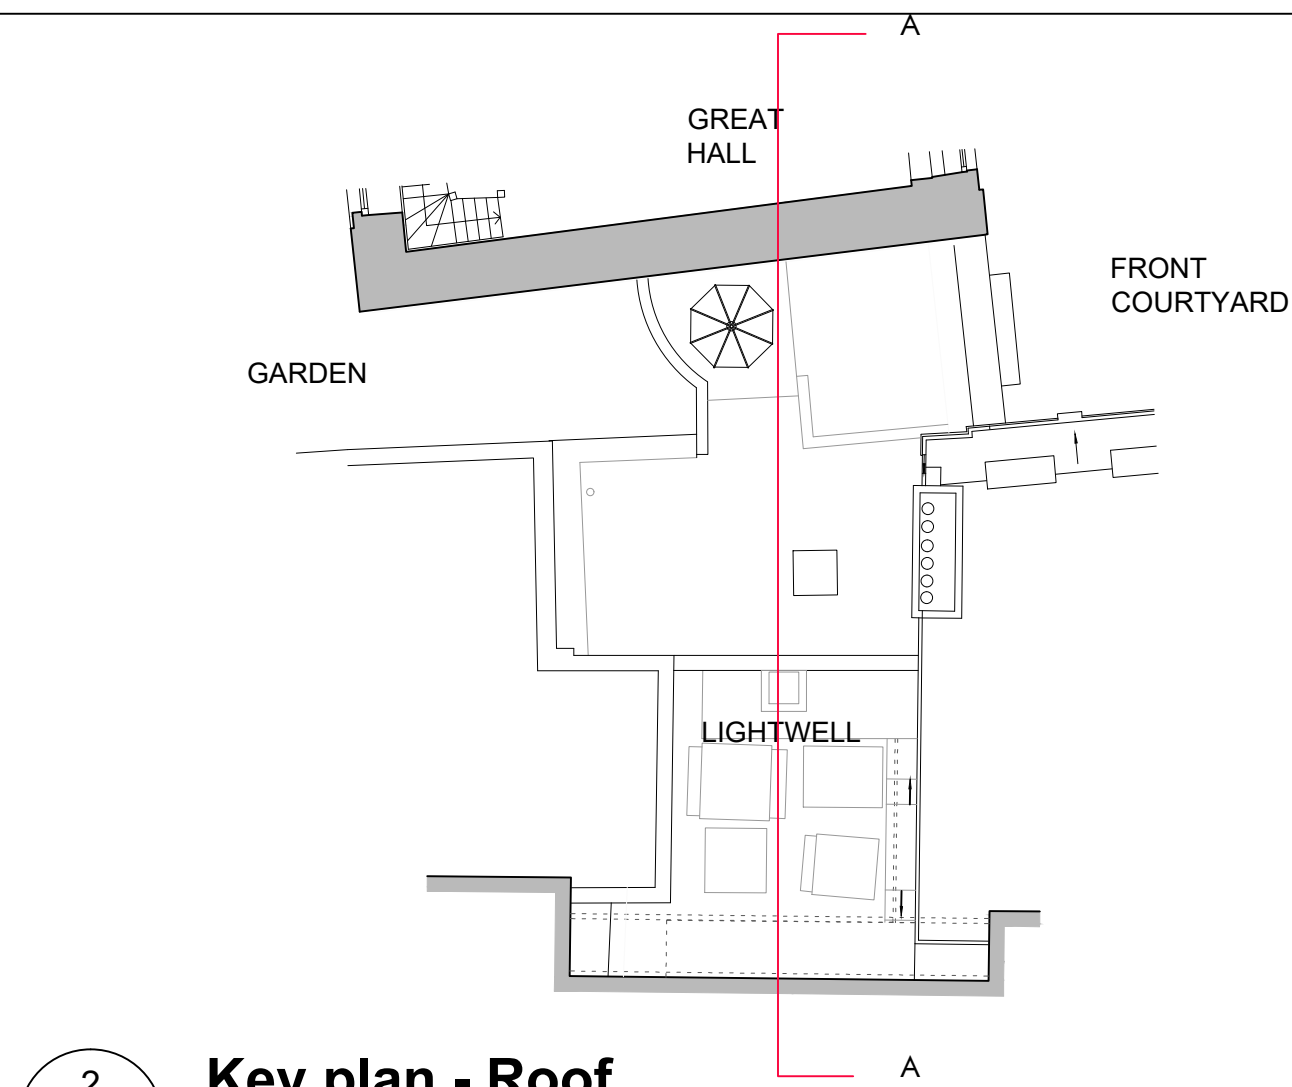 A
GREAT
HALL
FRONT
COURTYARD
GARDEN
LIGHTWELL
A
2
Key plan - Roof